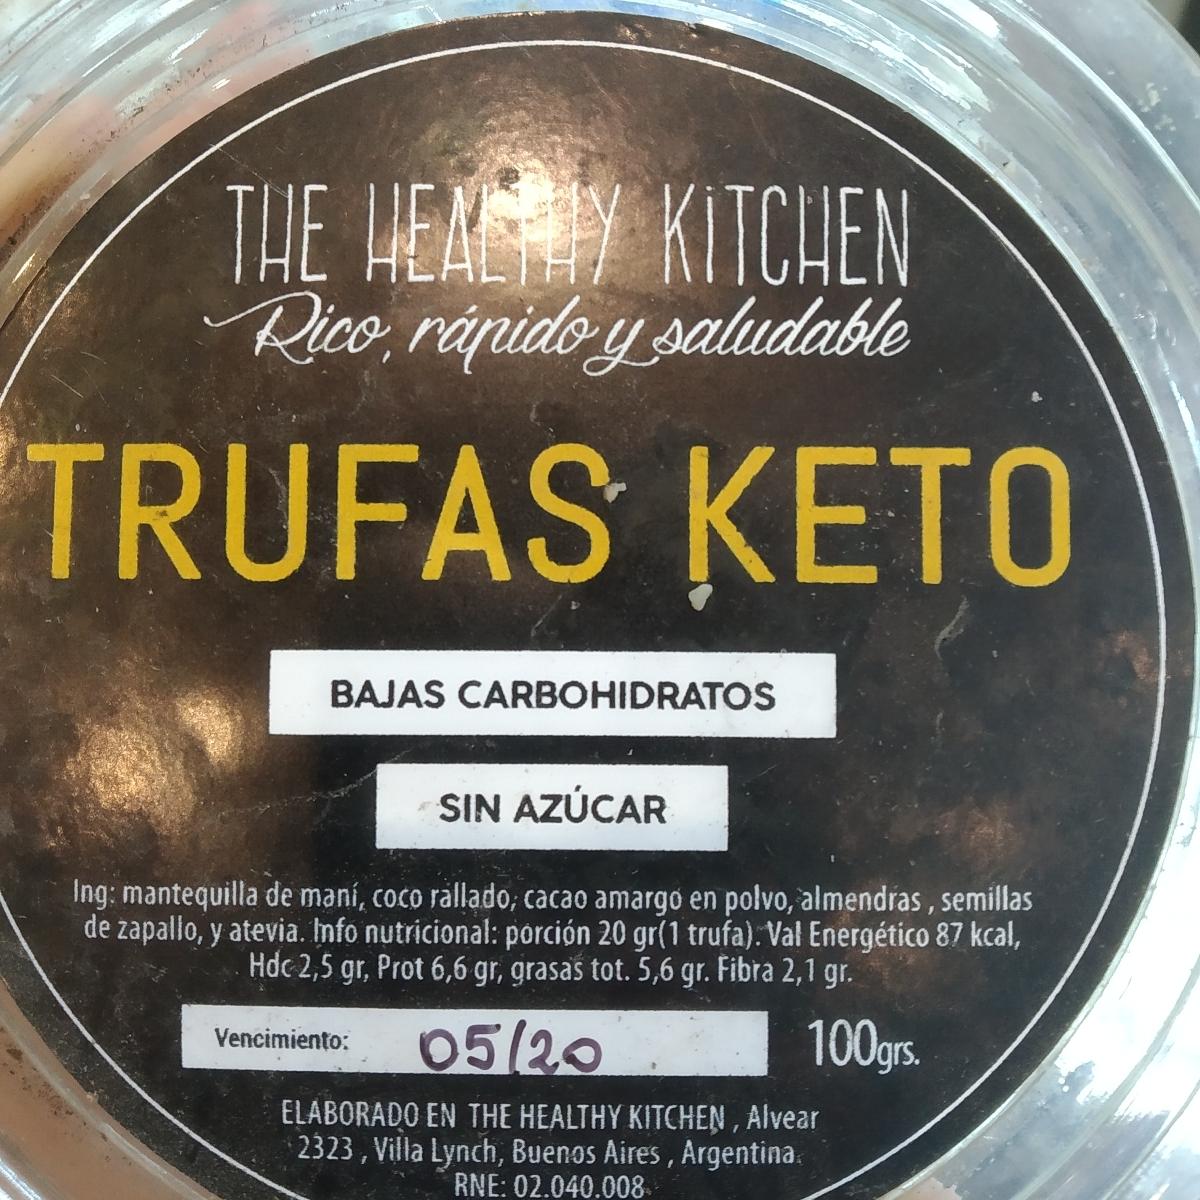 THE HEALTHY KiTCHEN
Rico, rápido y saludable
TRUFAS KETO
BAJAS CARBOHIDRATOS
SIN AZÚCAR
Ing: mantequilla de maní, coco rallado, cacao amargo en polvo, almendras , semillas
de zapallo, y atevia. Info nutricional: porción 20 gr(1 trufa). Val Energético 87 kcal,
Hdc 2,5 gr, Prot 6,6 gr, grasas tot. 5,6 gr. Fibra 2,1 gr.
Vencimiento: 05/20 100grs.
ELABORADO EN THE HEALTHY KITCHEN , Alvear
2323 , Villa Lynch, Buenos Aires , Argentina.
RNE: 02.040.008